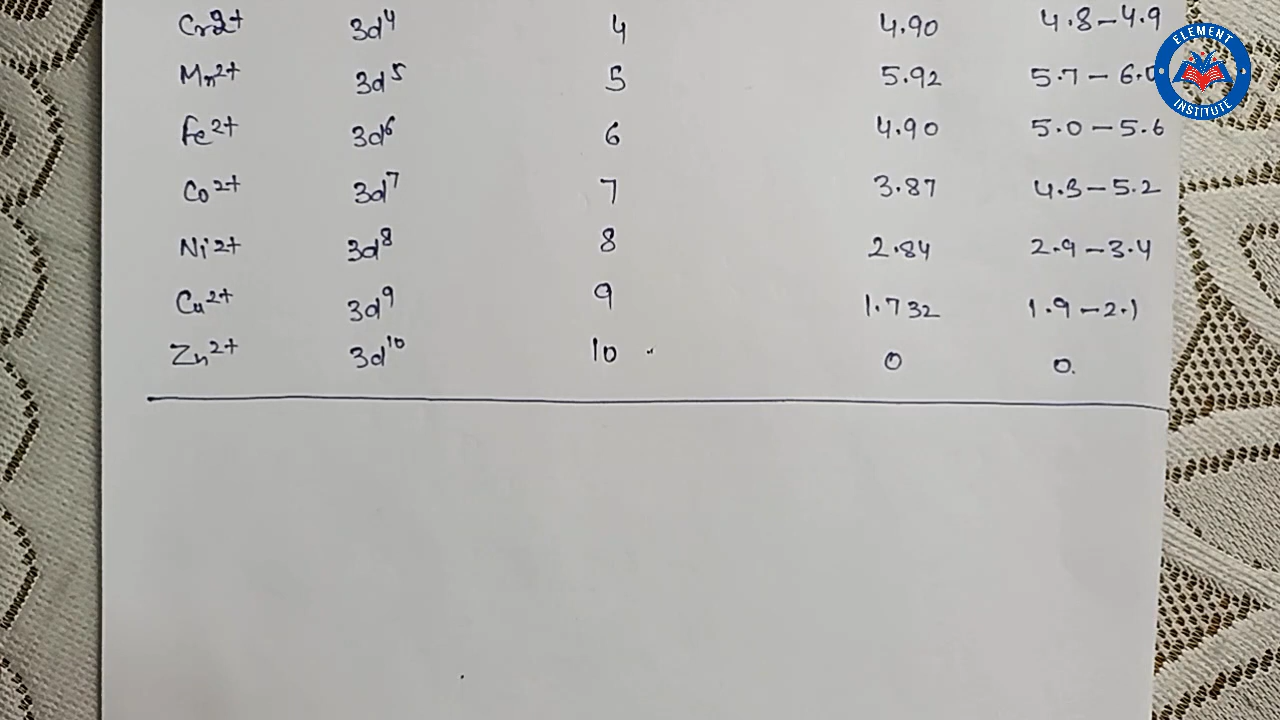 Cr2+ 3d4 4 4.90 4.8-4.9
Mn2+ 3d5 5 5.92 5.7-6.0
Fe2+ 3d6 6 4.90 5.0-5.6
Co2+ 3d7 7 3.87 4.3-5.2
Ni2+ 3d8 8 2.84 2.9-3.4
Cu2+ 3d9 9 1.732 1.9-2.1
Zn2+ 3d10 10 0 0.
ELEMENT
INSTITUTE